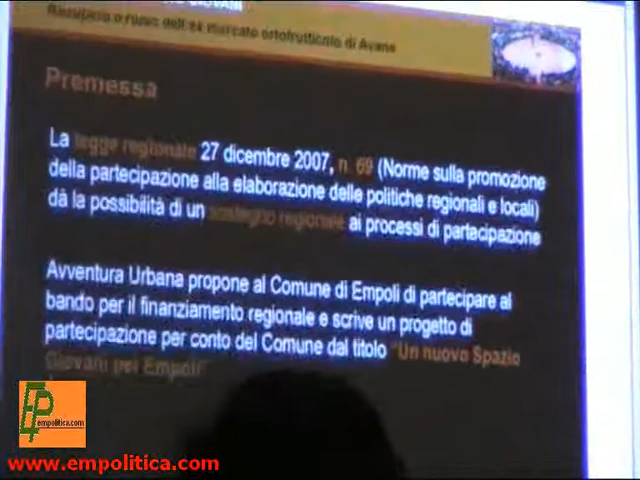 GIOVANI
Recupero e riuso dell'ex mercato ortofrutticolo di Avane
Premessa
La legge regionale 27 dicembre 2007, n. 69 (Norme sulla promozione
della partecipazione alla elaborazione delle politiche regionali e locali)
dà la possibilità di un sostegno regionale ai processi di partecipazione
Avventura Urbana propone al Comune di Empoli di partecipare al
bando per il finanziamento regionale e scrive un progetto di
partecipazione per conto del Comune dal titolo "Un nuovo Spazio
Giovani per Empoli"
EP
empolitica.com
www.empolitica.com